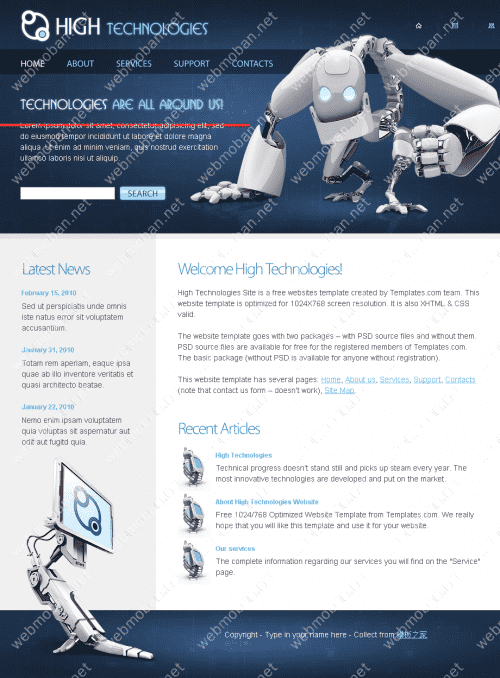 HIGH TECHNOLOGIES
HOME ABOUT SERVICES SUPPORT CONTACTS
TECHNOLOGIES ARE ALL AROUND US!
Lorem ipsum dolor sit amet, consectetur adipiscing elit, sed
do eiusmod tempor incididunt ut labore et dolore magna
aliqua. Ut enim ad minim veniam, quis nostrud exercitation
ullamco laboris nisi ut aliquip.
SEARCH
Latest News
February 15, 2010
Sed ut perspiciatis unde omnis
iste natus error sit voluptatem
accusantium.
January 31, 2010
Totam rem aperiam, eaque ipsa
quae ab illo inventore veritatis et
quasi architecto beatae.
January 22, 2010
Nemo enim ipsam voluptatem
quia voluptas sit aspernatur aut
odit aut fugitd quia.
Welcome High Technologies!
High Technologies Site is a free websites template created by Templates.com team. This
website template is optimized for 1024X768 screen resolution. It is also XHTML & CSS
valid.
The website template goes with two packages – with PSD source files and without them.
PSD source files are available for free for the registered members of Templates.com.
The basic package (without PSD is available for anyone without registration).
This website template has several pages: Home, About us, Services, Support, Contacts
(note that contact us form – doesn't work), Site Map.
Recent Articles
High Technologies
Technical progress doesn't stand still and picks up steam every year. The
most innovative technologies are developed and put on the market.
About High Technologies Website
Free 1024/768 Optimized Website Template from Templates.com. We really
hope that you will like this template and use it for your website.
Our services
The complete information regarding our services you will find on the "Service"
page.
Copyright - Type in your name here - Collect from 模板之家
webmoban.net